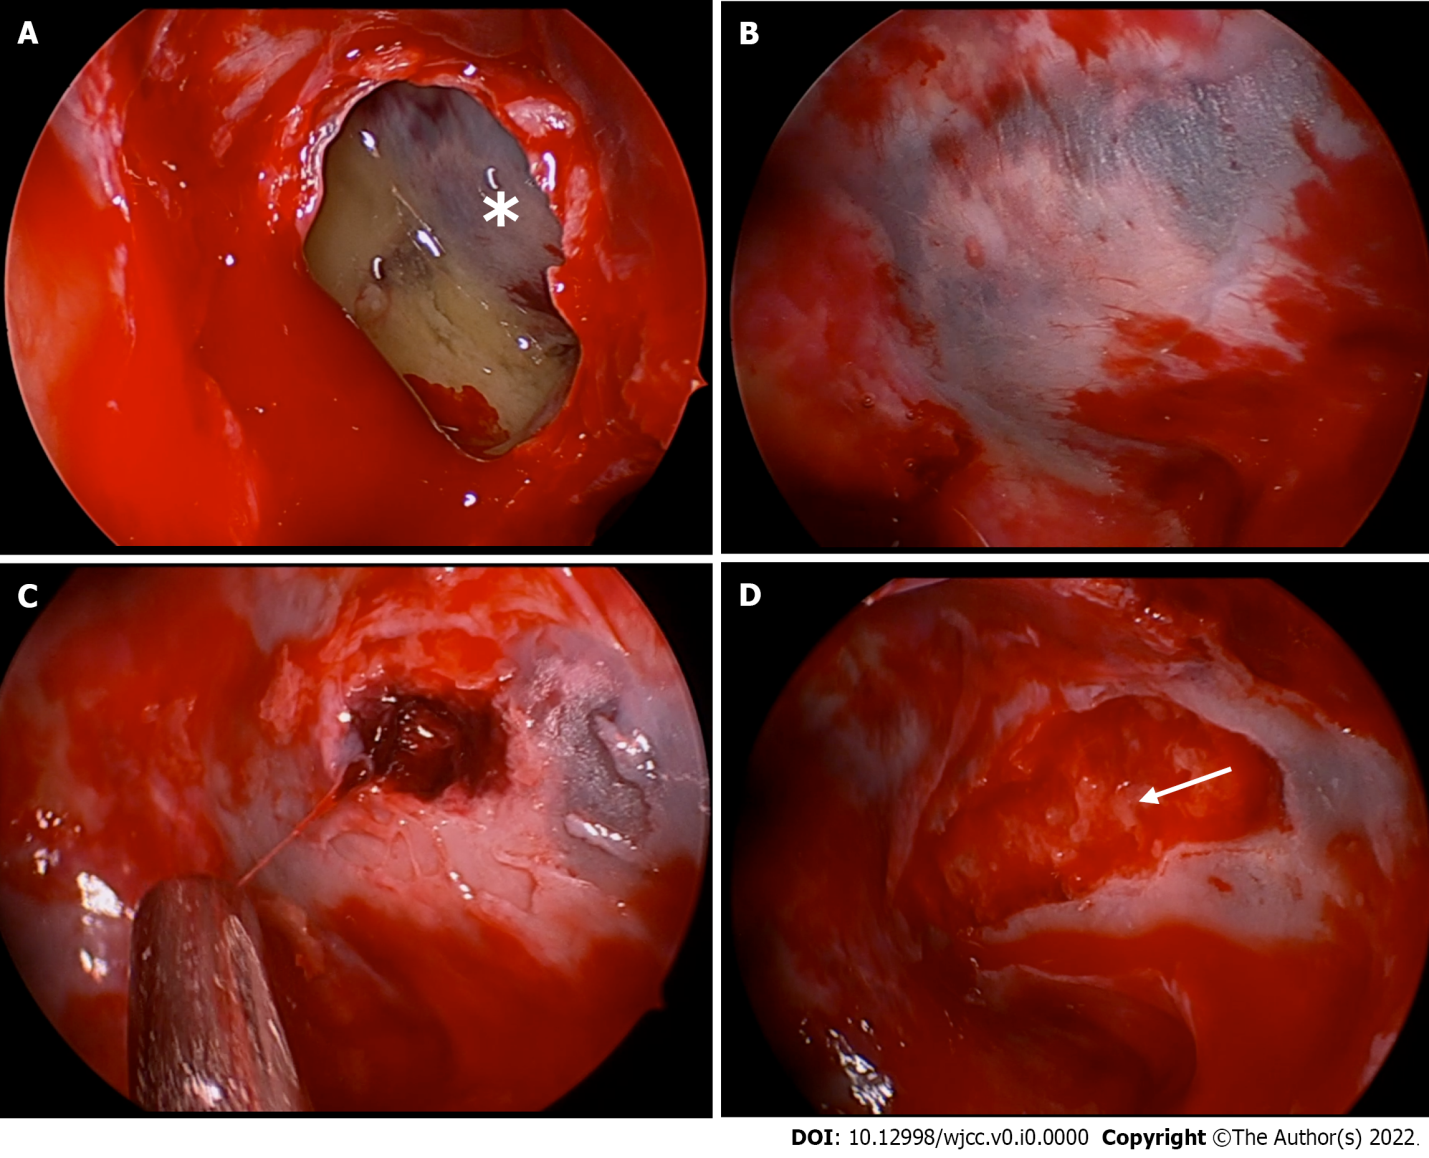 A
B
C
D
DOI: 10.12998/wjcc.v0.i0.0000 Copyright ©The Author(s) 2022.